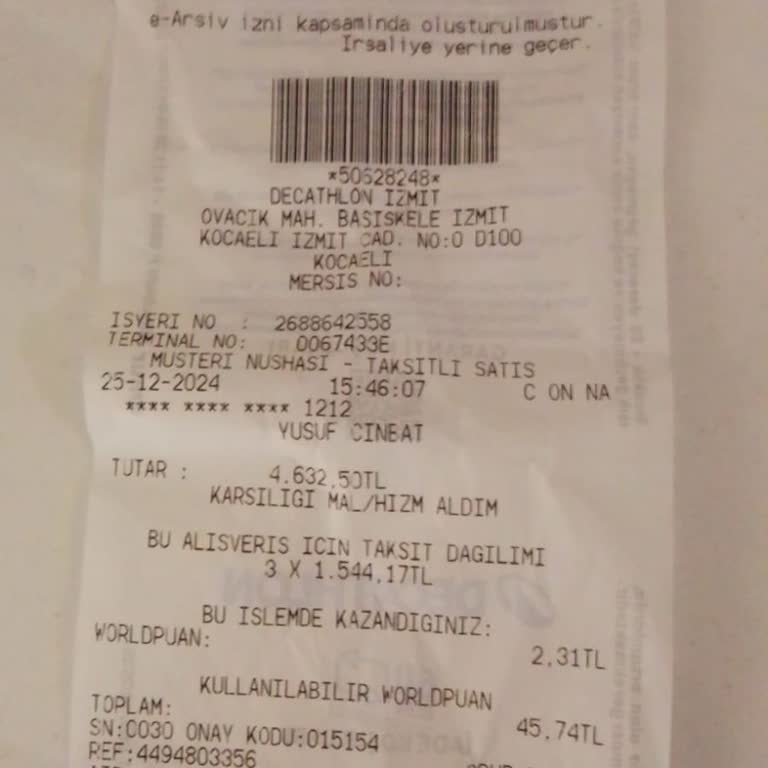 e-Arsiv izni kapsaminda olusturulmustur.
Irsaliye yerine geçer.
*50628248*
DECATHLON IZMIT
OVACIK MAH. BASISKELE IZMIT
KOCAELI IZMIT CAD. NO:0 D100
KOCAELI
MERSIS NO:
ISYERI NO : 2688642558
TERMINAL NO: 0067433E
MUSTERI NUSHASI - TAKSITLI SATIS
25-12-2024 15:46:07 C ON NA
**** **** **** 1212
YUSUF CINBAT
TUTAR : 4.632,50TL
KARSILIGI MAL/HIZM ALDIM
BU ALISVERIS ICIN TAKSIT DAGILIMI
3 X 1.544,17TL
BU ISLEMDE KAZANDIGINIZ:
WORLDPUAN: 2,31TL
KULLANILABILIR WORLDPUAN
TOPLAM: 45,74TL
SN:0030 ONAY KODU:015154
REF:4494803356